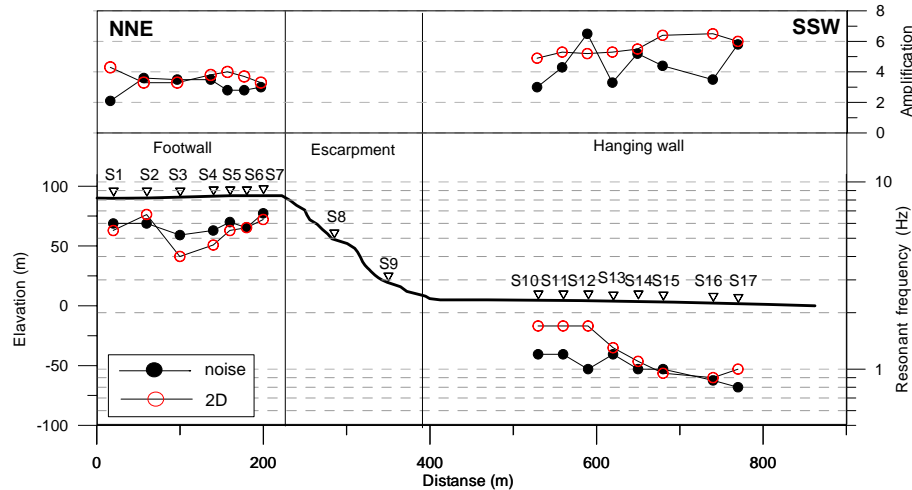 NNE
SSW
8
6
4
2
0
Amplification
Footwall
Escarpment
Hanging wall
S1 S2 S3 S4 S5 S6 S7
S8
S9
S10 S11 S12 S13 S14 S15 S16 S17
100
50
0
-50
-100
Elavation (m)
10
1
Resonant frequency (Hz)
noise
2D
0 200 400 600 800
Distanse (m)